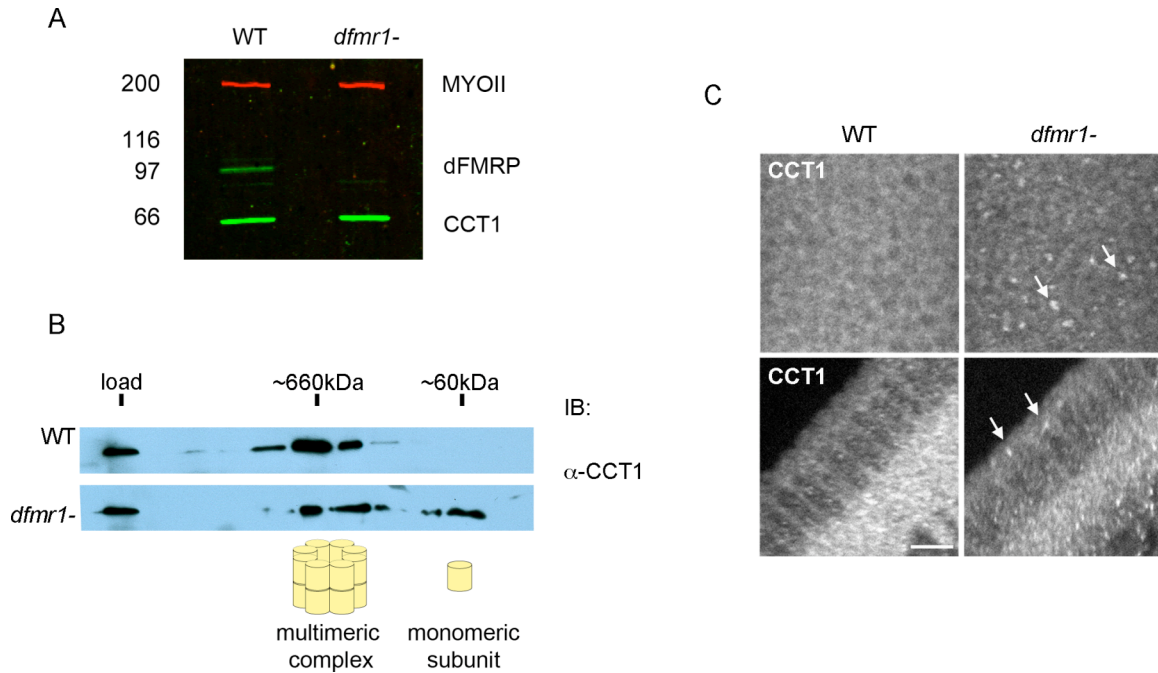 A
WT dfmr1-
200 MYOII
116
97 dFMRP
66 CCT1
B
load ~660kDa ~60kDa
IB:
WT
α-CCT1
dfmr1-
multimeric monomeric
complex subunit
C
WT dfmr1-
CCT1
CCT1